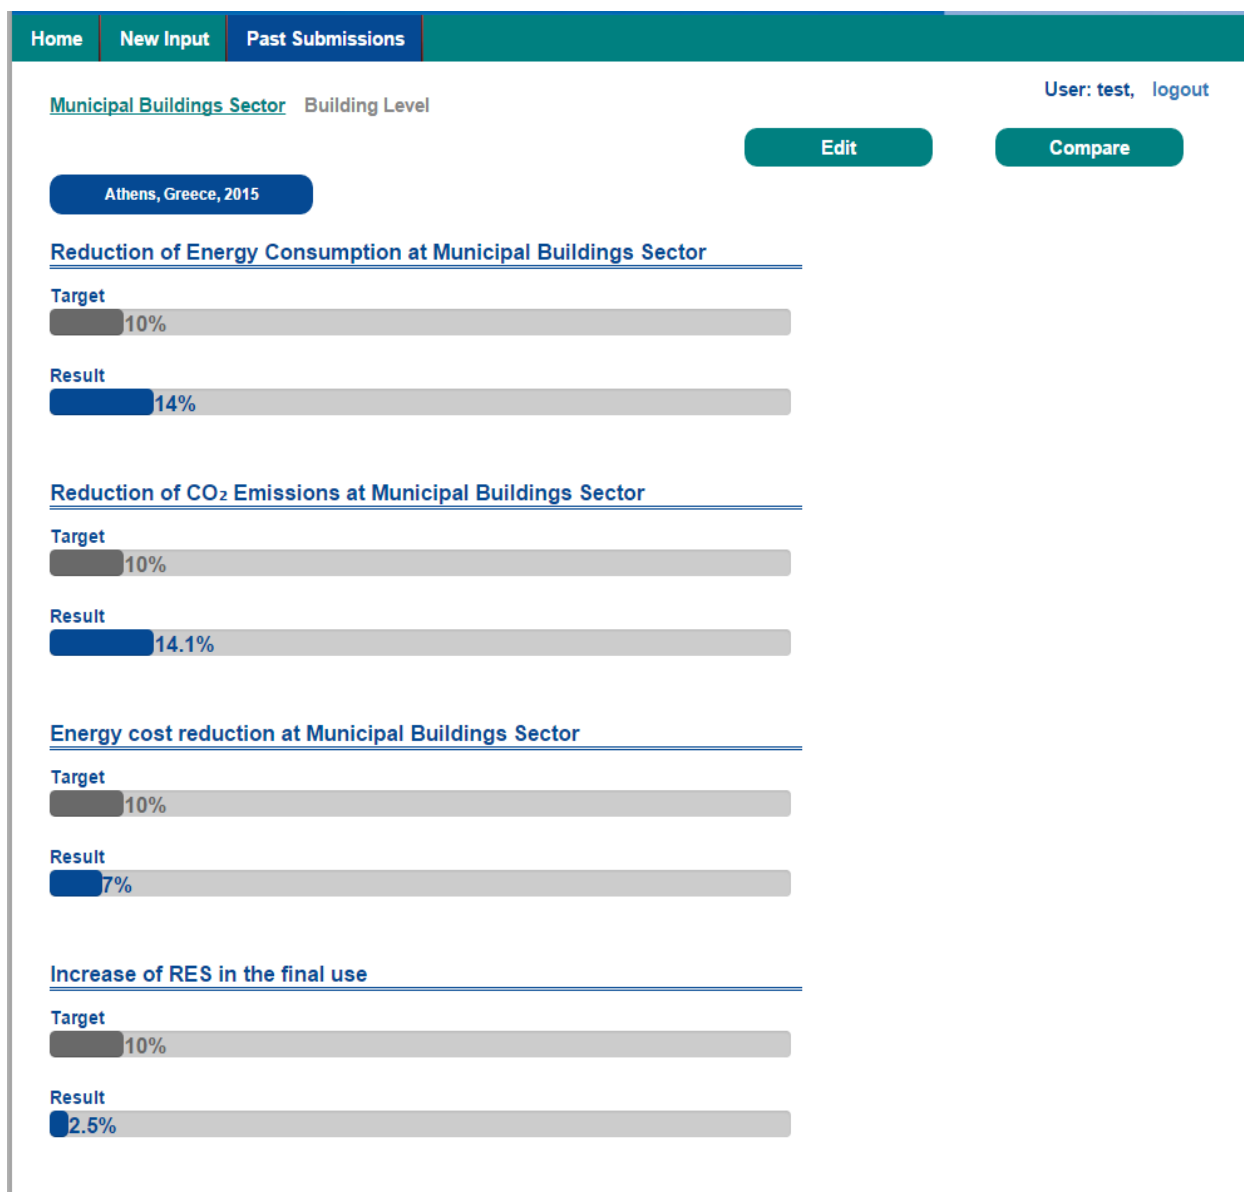 Home New Input Past Submissions
User: test, logout
Municipal Buildings Sector Building Level
Edit Compare
Athens, Greece, 2015
Reduction of Energy Consumption at Municipal Buildings Sector
Target
10%
Result
14%
Reduction of CO₂ Emissions at Municipal Buildings Sector
Target
10%
Result
14.1%
Energy cost reduction at Municipal Buildings Sector
Target
10%
Result
7%
Increase of RES in the final use
Target
10%
Result
2.5%